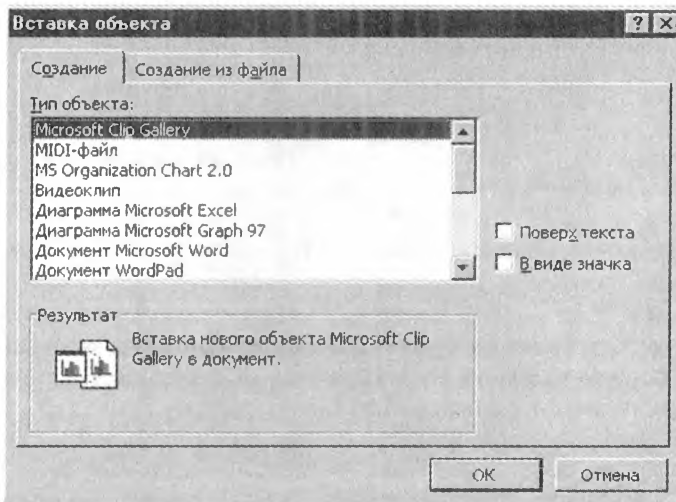 Вставка объекта
Создание
Создание из файла
Тип объекта:
Microsoft Clip Gallery
MIDI-файл
MS Organization Chart 2.0
Видеоклип
Диаграмма Microsoft Excel
Диаграмма Microsoft Graph 97
Документ Microsoft Word
Документ WordPad
Поверх текста
В виде значка
Результат
Вставка нового объекта Microsoft Clip
Gallery в документ.
ОК
Отмена